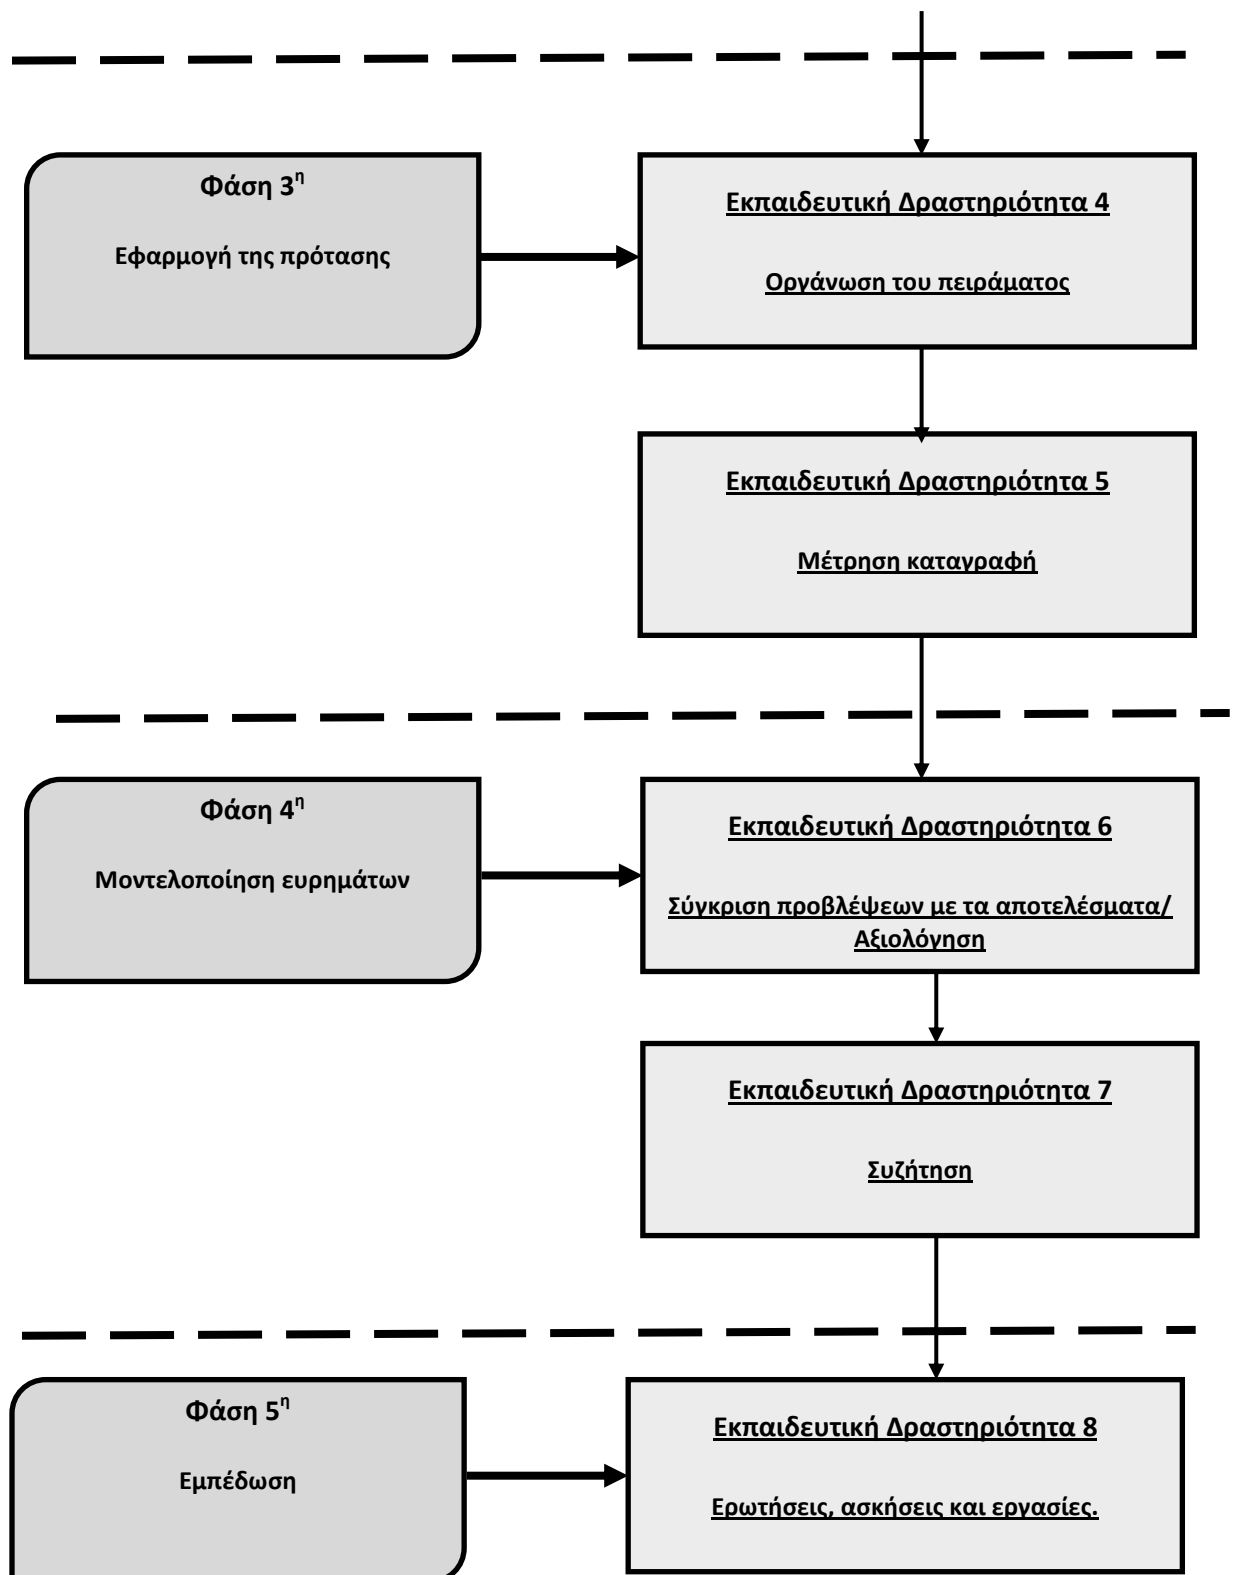 Φάση 3η
Εφαρμογή της πρότασης
Εκπαιδευτική Δραστηριότητα 4
Οργάνωση του πειράματος
Εκπαιδευτική Δραστηριότητα 5
Μέτρηση καταγραφή
Φάση 4η
Μοντελοποίηση ευρημάτων
Εκπαιδευτική Δραστηριότητα 6
Σύγκριση προβλέψεων με τα αποτελέσματα/
Αξιολόγηση
Εκπαιδευτική Δραστηριότητα 7
Συζήτηση
Φάση 5η
Εμπέδωση
Εκπαιδευτική Δραστηριότητα 8
Ερωτήσεις, ασκήσεις και εργασίες.